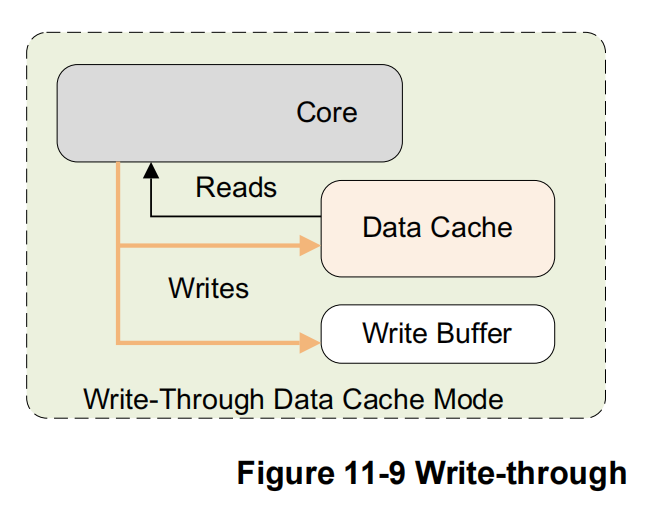 Core
Reads
Data Cache
Writes
Write Buffer
Write-Through Data Cache Mode
Figure 11-9 Write-through